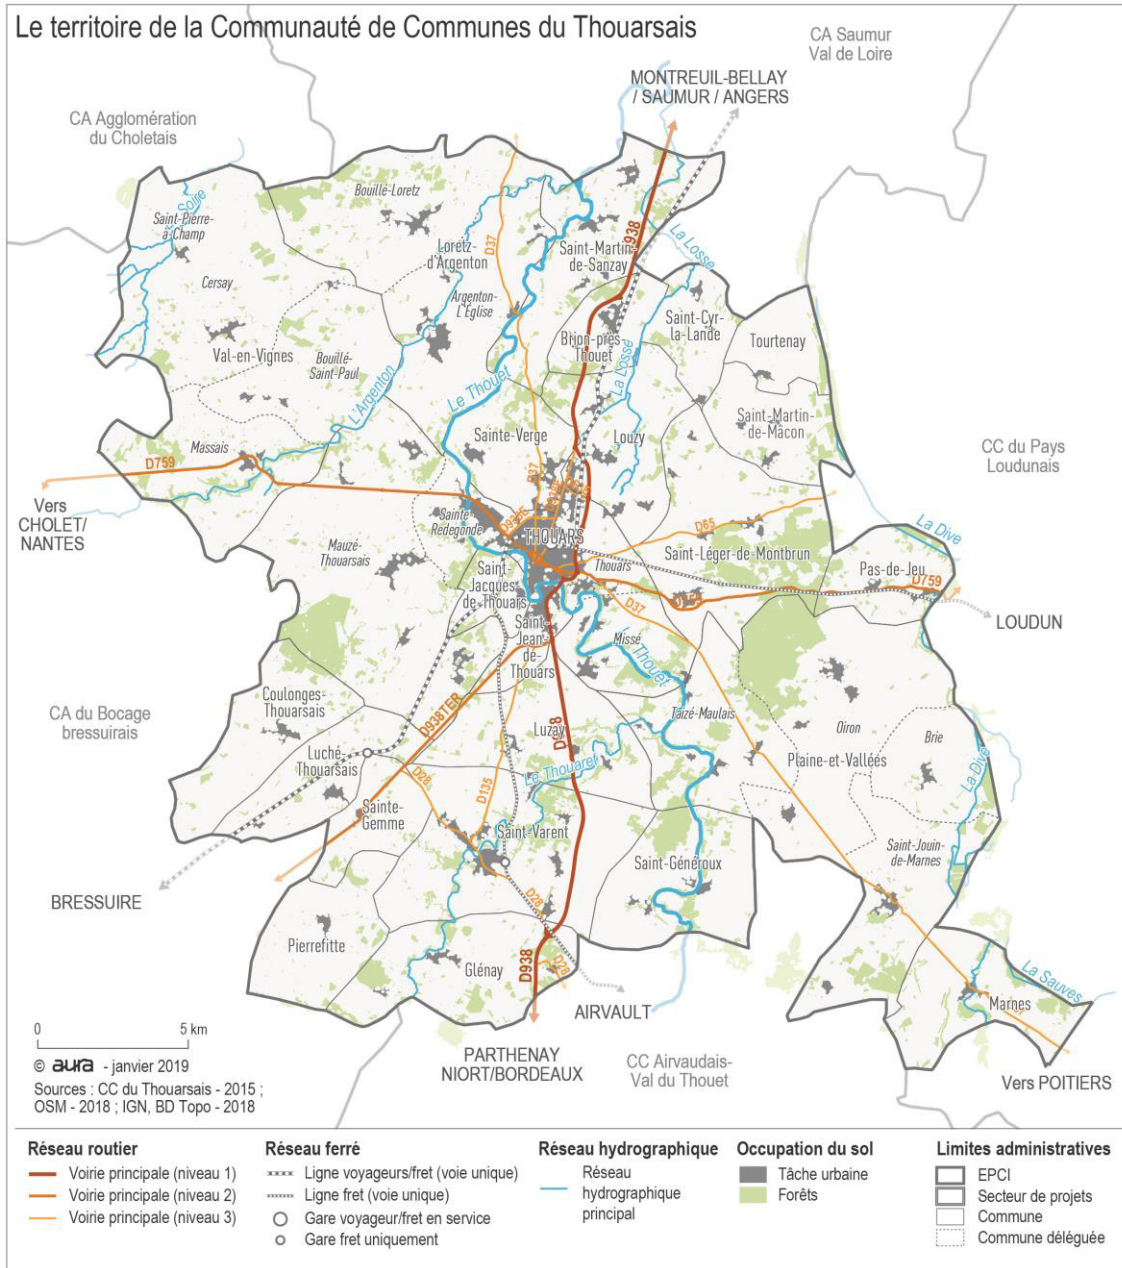 Le territoire de la Communauté de Communes du Thouarsais
CA Saumur
Val de Loire
MONTREUIL-BELLAY
/ SAUMUR / ANGERS
CA Agglomération
du Choletais
Bouillé-Loretz
Saint-Pierre-
à-Champ
D37
Loretz-
d'Argenton
Saint-Martin-
de-Sanzay
La Losse
Cersay
Argenton-
L'Église
Saint-Cyr-
la-Lande
Brion-près
Thouet
Tourtenay
Val-en-Vignes
Bouillé-
Saint-Paul
La Losse
L'Argenton
Le Thouet
Saint-Martin-
de-Mâcon
Sainte-Verge
Louzy
CC du Pays
Loudunais
Massais
D759
D37
Vers
CHOLET/
NANTES
Sainte-
Radegonde
D65
La Dive
THOUARS
Mauzé-
Thouarsais
Saint-Léger-de-Montbrun
Thouars
Pas-de-Jeu
D759
Saint-
Jacques-
de-Thouars
D37
LOUDUN
Saint-
Jean-
de-
Thouars
Missé
Thouet
Coulonges-
Thouarsais
CA du Bocage
bressuirais
D938TER
Taizé-Maulais
Oiron
Luzay
Brie
Luché-
Thouarsais
Plaine-et-Vallées
Le Thouaret
La Dive
D28
D135
Sainte-
Gemme
Saint-Varent
Saint-Jouin-
de-Marnes
Saint-Généroux
BRESSUIRE
D28
Pierrefitte
Glénay
D938
D28
La Sauves
Marnes
AIRVAULT
0 5 km
PARTHENAY
NIORT/BORDEAUX
CC Airvaudais-
Val du Thouet
Vers POITIERS
© aura - janvier 2019
Sources : CC du Thouarsais - 2015 ;
OSM - 2018 ; IGN, BD Topo - 2018
Réseau routier
Voirie principale (niveau 1)
Voirie principale (niveau 2)
Voirie principale (niveau 3)
Réseau ferré
Ligne voyageurs/fret (voie unique)
Ligne fret (voie unique)
Gare voyageur/fret en service
Gare fret uniquement
Réseau hydrographique
Réseau
hydrographique
principal
Occupation du sol
Tâche urbaine
Forêts
Limites administratives
EPCI
Secteur de projets
Commune
Commune déléguée